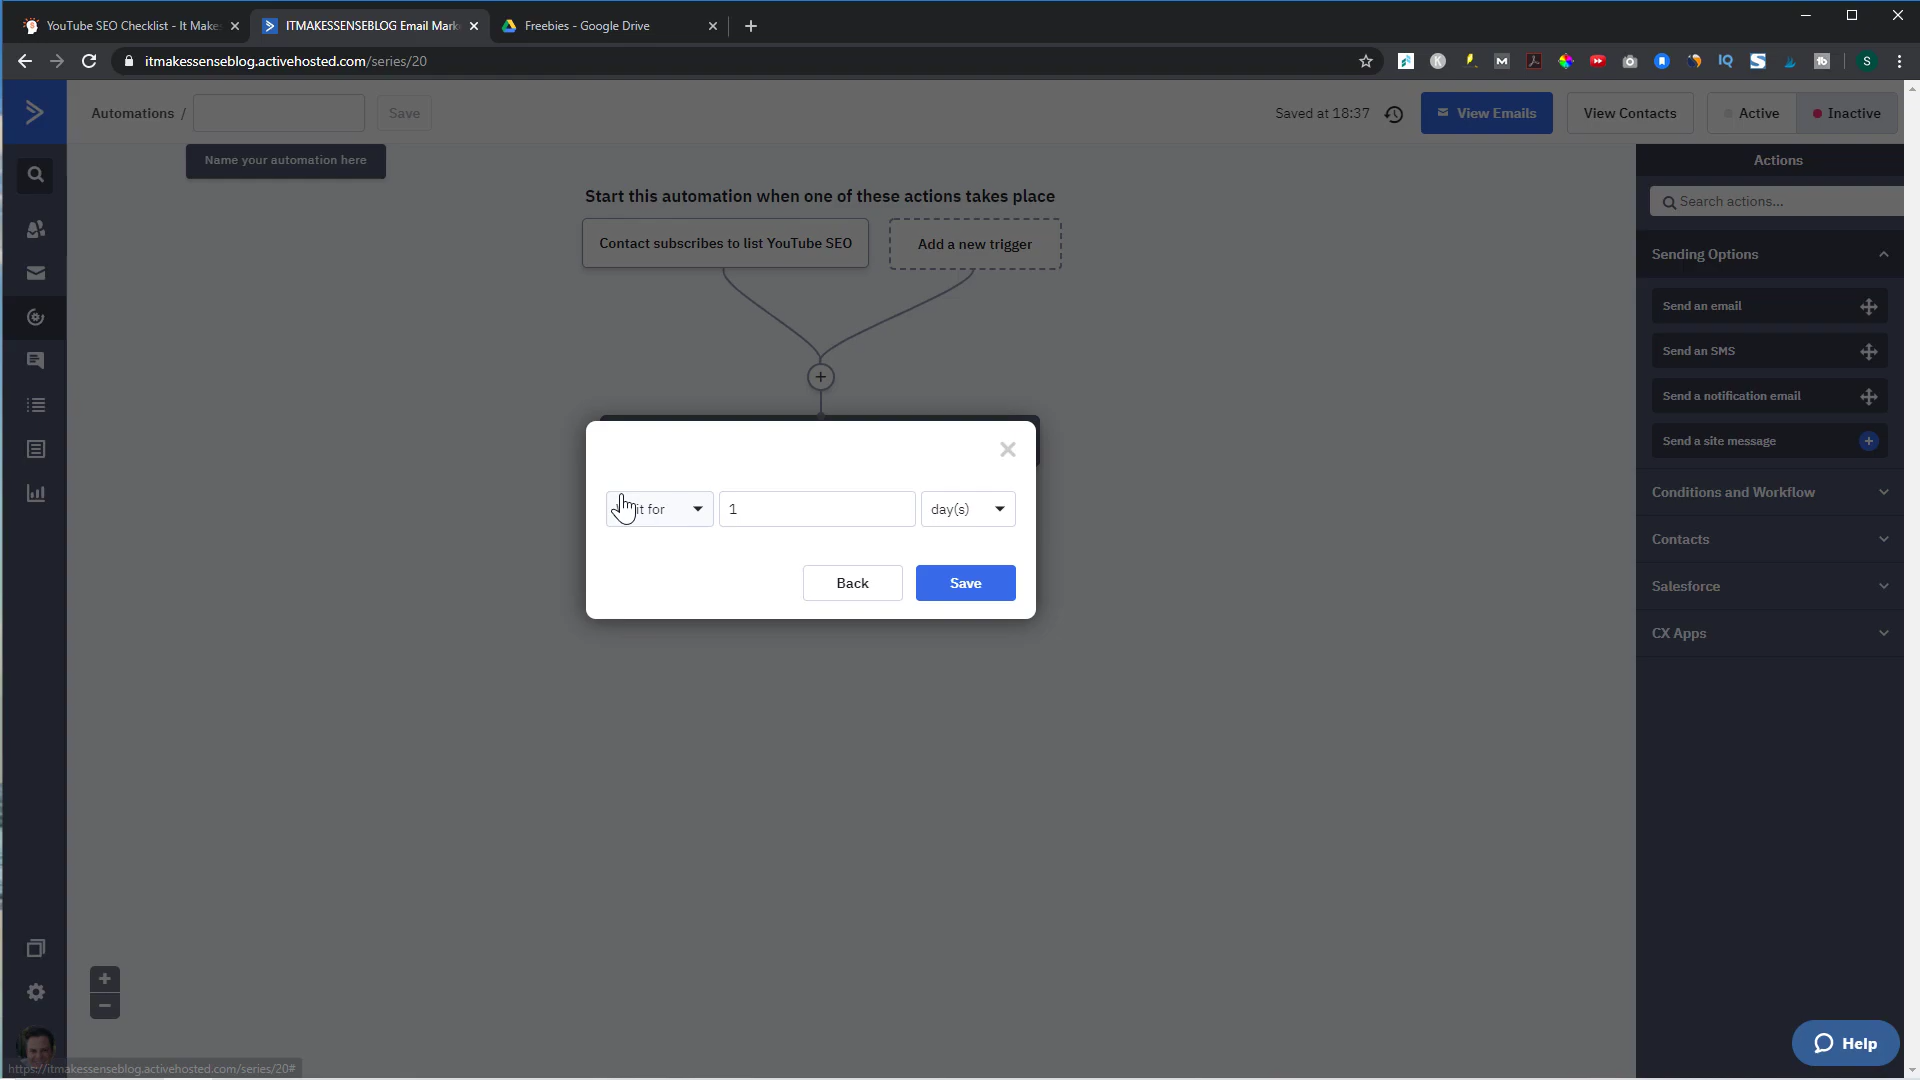 YouTube SEO Checklist - It Make
ITMAKESSENSEBLOG Email Mark
Freebies - Google Drive
itmakessenseblog.activehosted.com/series/20
Automations /
Save
Saved at 18:37
View Emails
View Contacts
Active
Inactive
Name your automation here
Actions
Start this automation when one of these actions takes place
Search actions...
Contact subscribes to list YouTube SEO
Add a new trigger
Sending Options
Send an email
Send an SMS
Send a notification email
Send a site message
Conditions and Workflow
Contacts
Salesforce
CX Apps
for
1
day(s)
Back
Save
Help
https://itmakessenseblog.activehosted.com/series/20#